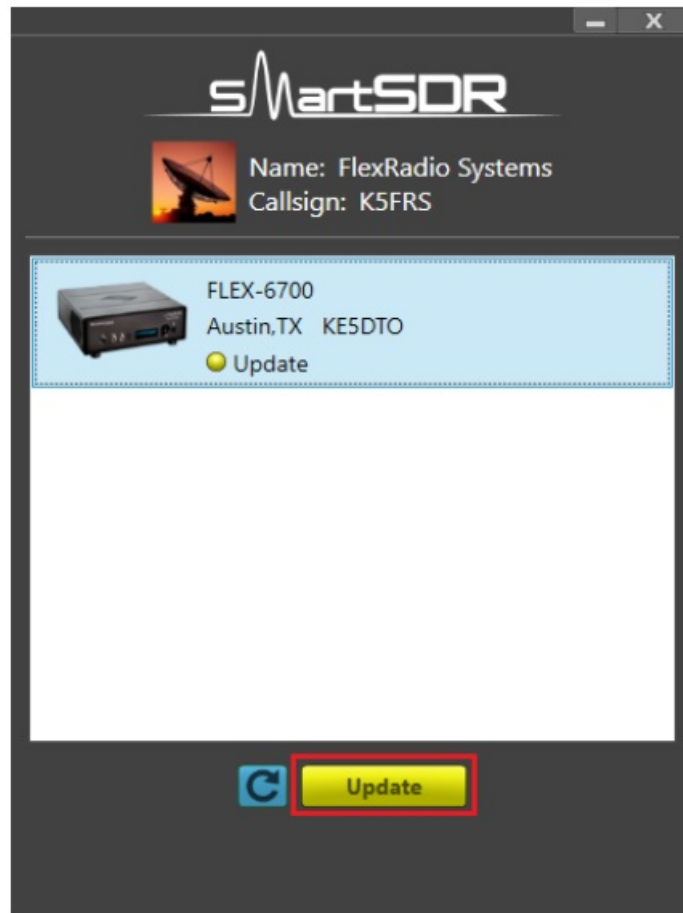 smartSDR
Name: FlexRadio Systems
Callsign: K5FRS
FLEX-6700
Austin,TX KE5DTO
Update
Update